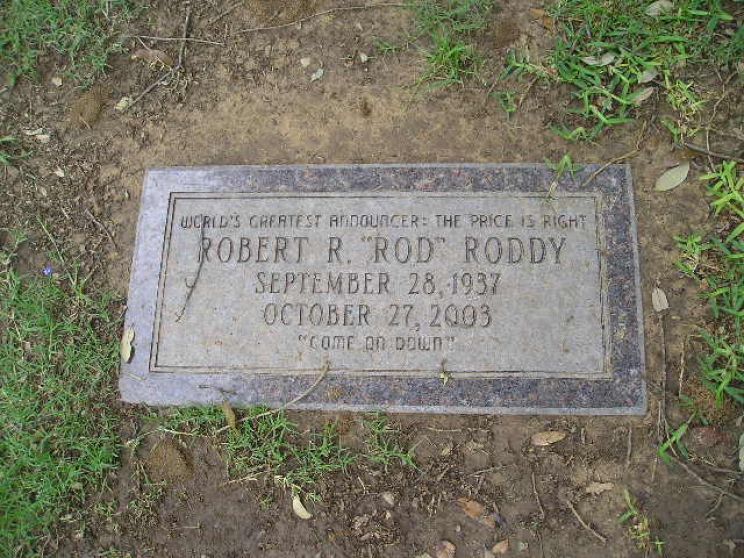 WORLD'S GREATEST ANNOUNCER: THE PRICE IS RIGHT
ROBERT R. "ROD" RODDY
SEPTEMBER 28, 1937
OCTOBER 27, 2003
"COME ON DOWN"